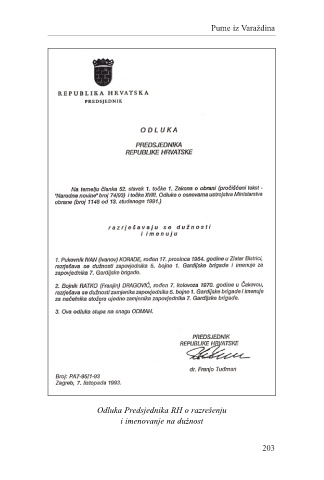 Pume iz Varaždina
REPUBLIKA HRVATSKA
PREDSJEDNIK
ODLUKA
PREDSJEDNIKA
REPUBLIKE HRVATSKE
Na temelju članka 52. stavak 1. točke 1. Zakona o obrani (pročišćeni tekst -
"Narodne novine" broj 74/93) i točke XVIII. Odluke o osnovama ustrojstva Ministarstva
obrane (broj 1148 od 13. studenoga 1991.)
razrješavaju se dužnosti
i imenuju
1. Pukovnik IVAN (Ivanov) KORADE, rođen 17. prosinca 1964. godine u Zlatar Bistrici,
razrješava se dužnosti zapovjednika 5. bojne 1. Gardijske brigade i imenuje za
zapovjednika 7. Gardijske brigade.
2. Bojnik RATKO (Franjin) DRAGOVIĆ, rođen 7. kolovoza 1970. godine u Čakovcu,
razrješava se dužnosti zamjenika zapovjednika 5. bojne 1. Gardijske brigade i imenuje
za načelnika stožera ujedno zamjenika zapovjednika 7. Gardijske brigade.
3. Ova odluka stupa na snagu ODMAH.
PREDSJEDNIK
REPUBLIKE HRVATSKE
dr. Franjo Tuđman
Broj: PA7-86/1-93
Zagreb, 7. listopada 1993.
Odluka Predsjednika RH o razrešenju
i imenovanje na dužnost
203